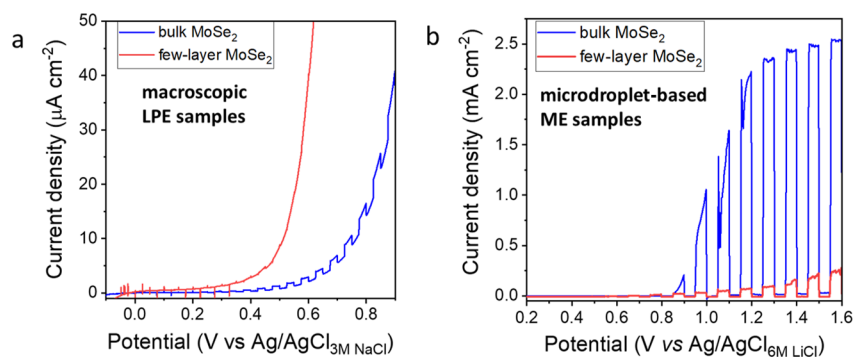 a
bulk MoSe₂
few-layer MoSe₂
macroscopic
LPE samples
Current density (μA cm⁻²)
50
40
30
20
10
0
0.0 0.2 0.4 0.6 0.8
Potential (V vs Ag/AgCl₃M NaCl)
b
bulk MoSe₂
few-layer MoSe₂
microdroplet-based
ME samples
Current density (mA cm⁻²)
2.5
2.0
1.5
1.0
0.5
0.0
0.2 0.4 0.6 0.8 1.0 1.2 1.4 1.6
Potential (V vs Ag/AgCl₆M LiCl)